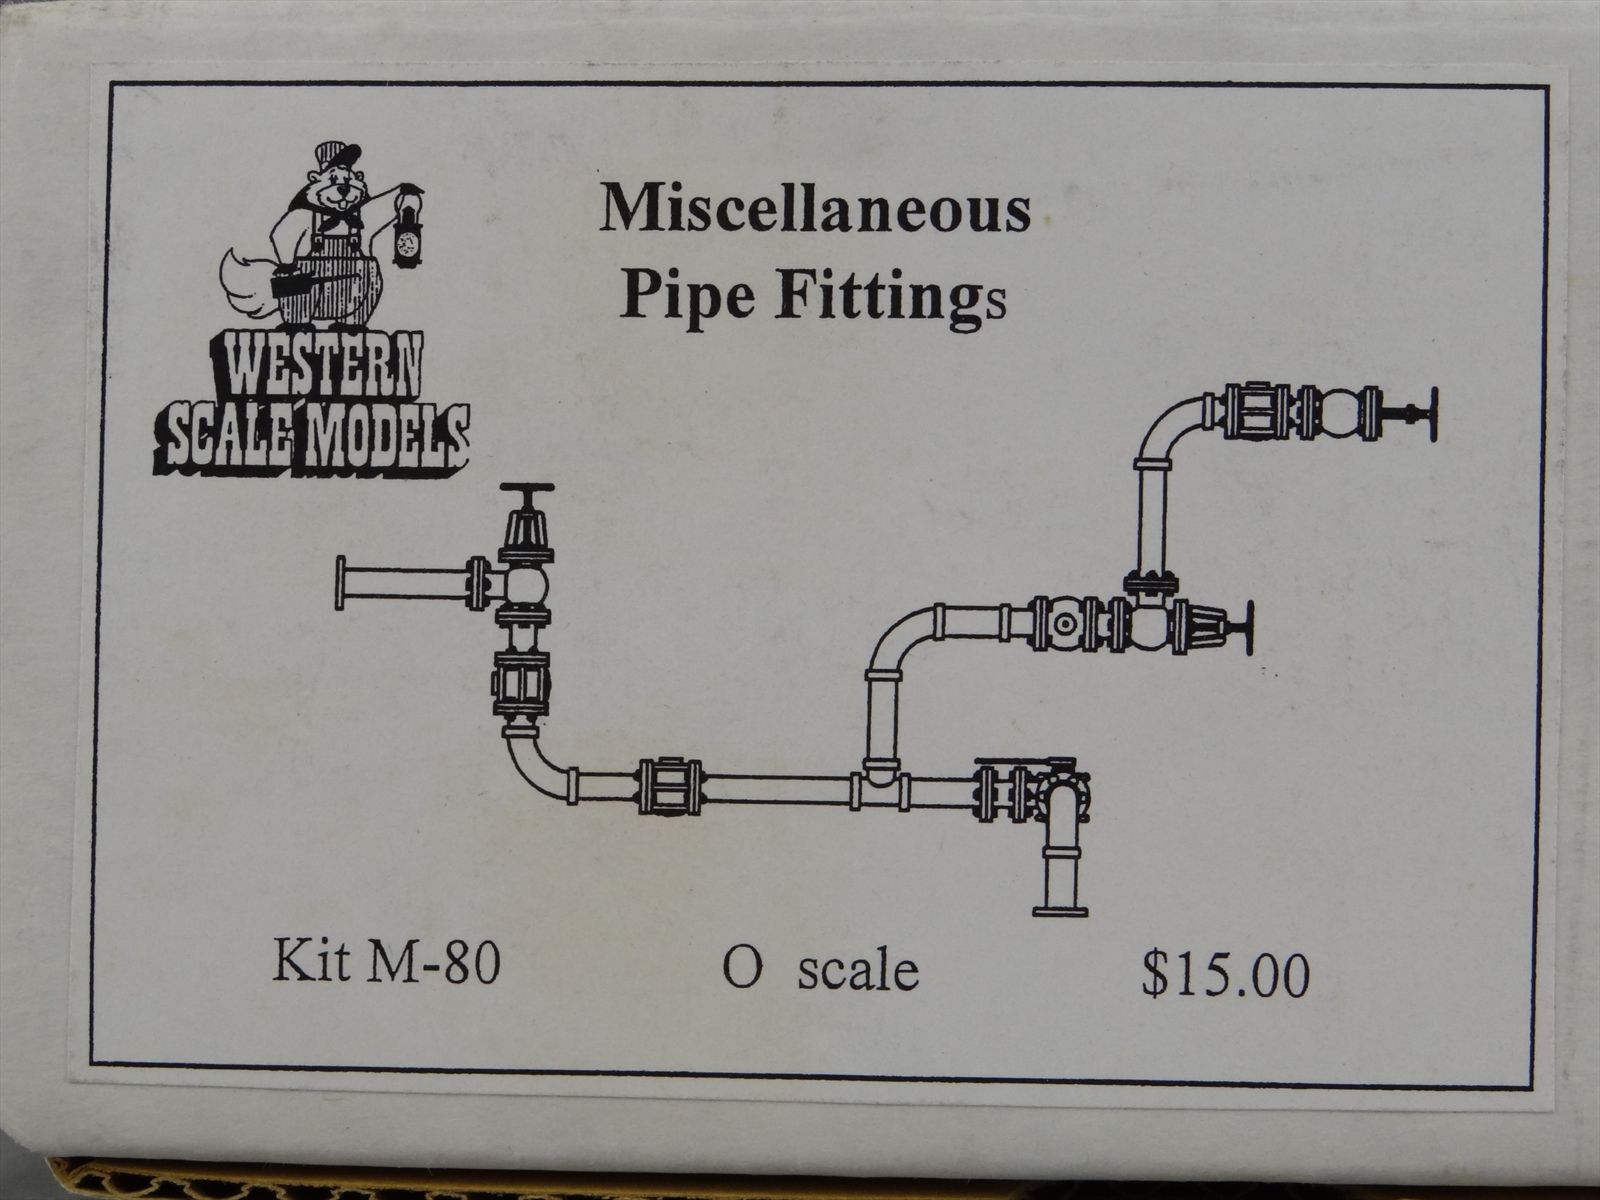 Miscellaneous
Pipe Fittings
WESTERN
SCALE MODELS
Kit M-80
O scale
$15.00